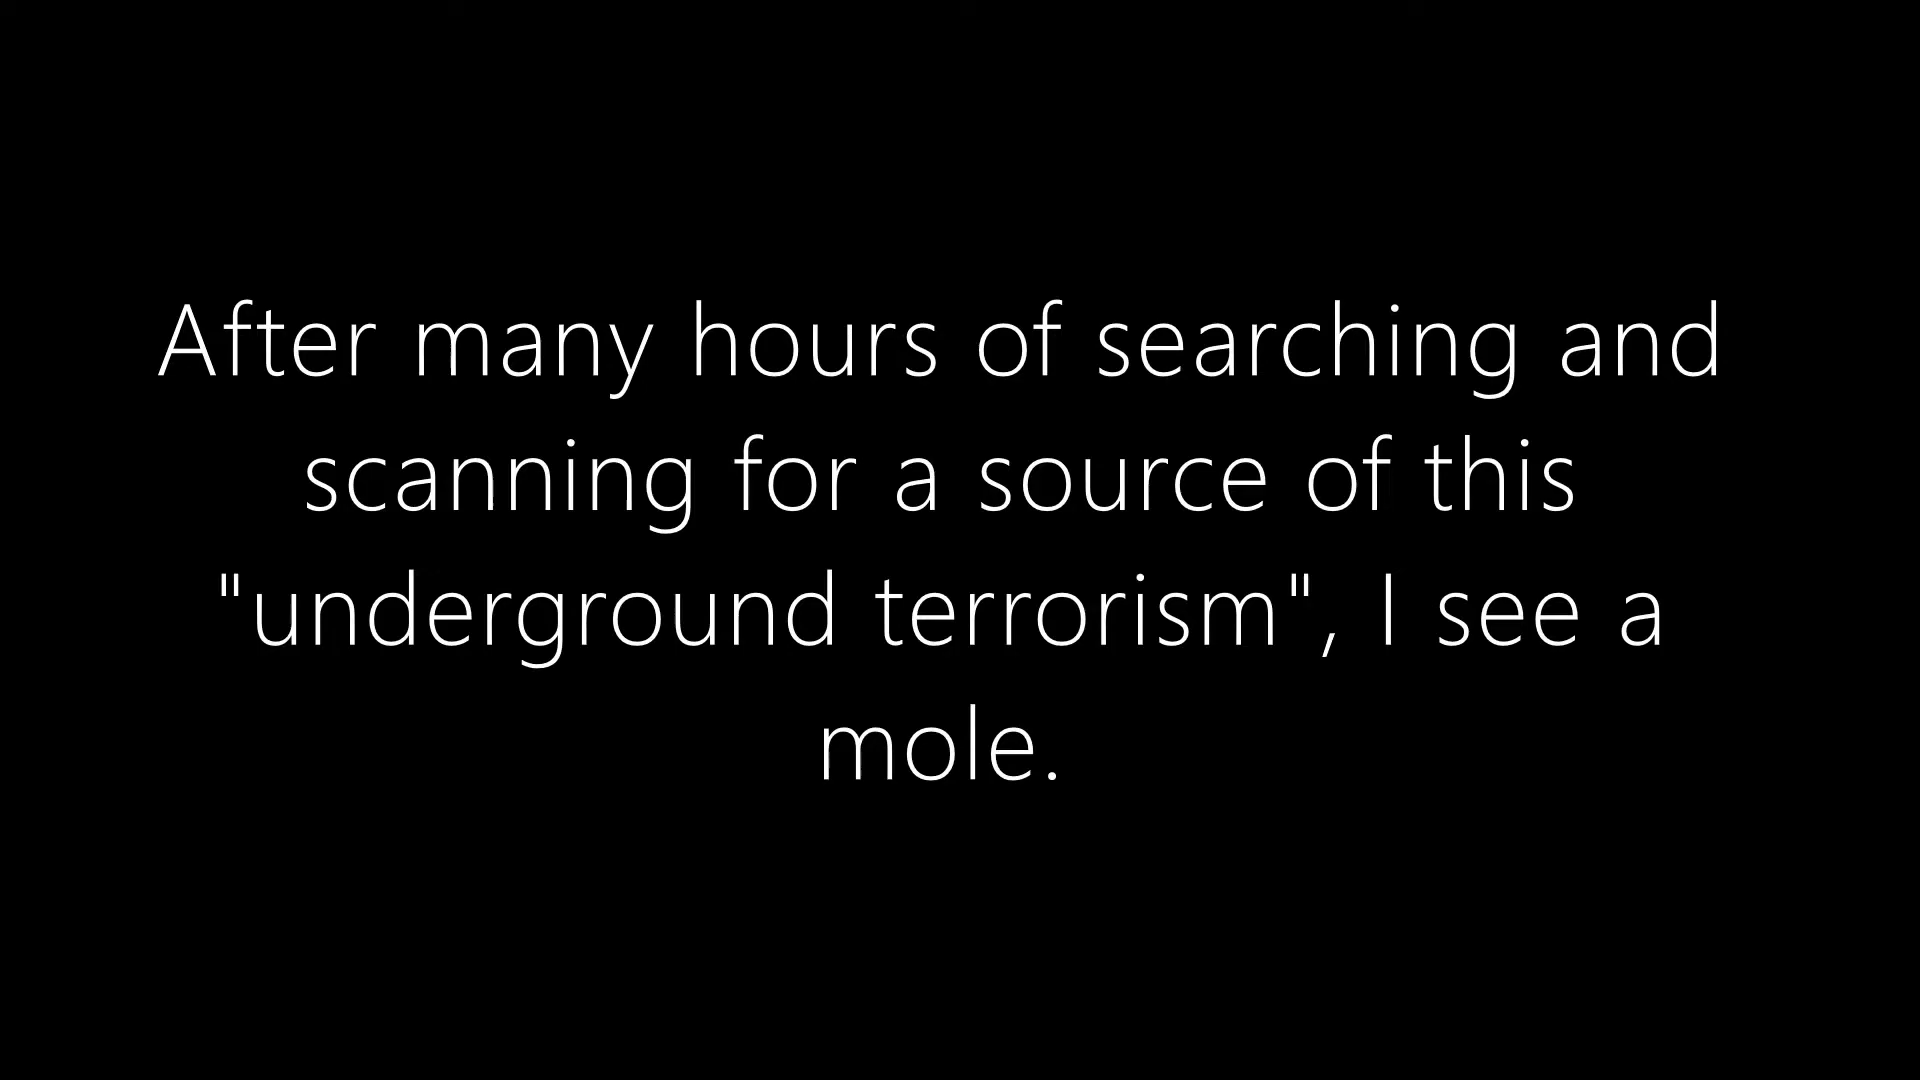 After many hours of searching and
scanning for a source of this
"underground terrorism", I see a
mole.